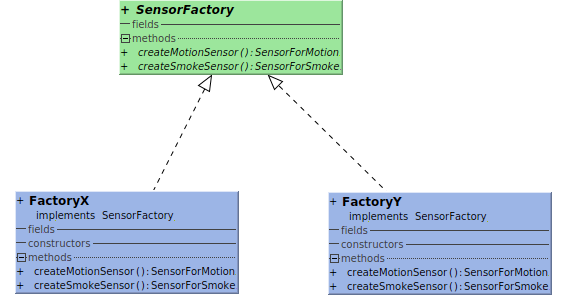 + SensorFactory
fields
methods
+ createMotionSensor():SensorForMotion
+ createSmokeSensor():SensorForSmoke
+ FactoryX
implements SensorFactory
fields
constructors
methods
+ createMotionSensor():SensorForMotion
+ createSmokeSensor():SensorForSmoke
+ FactoryY
implements SensorFactory
fields
constructors
methods
+ createMotionSensor():SensorForMotion
+ createSmokeSensor():SensorForSmoke